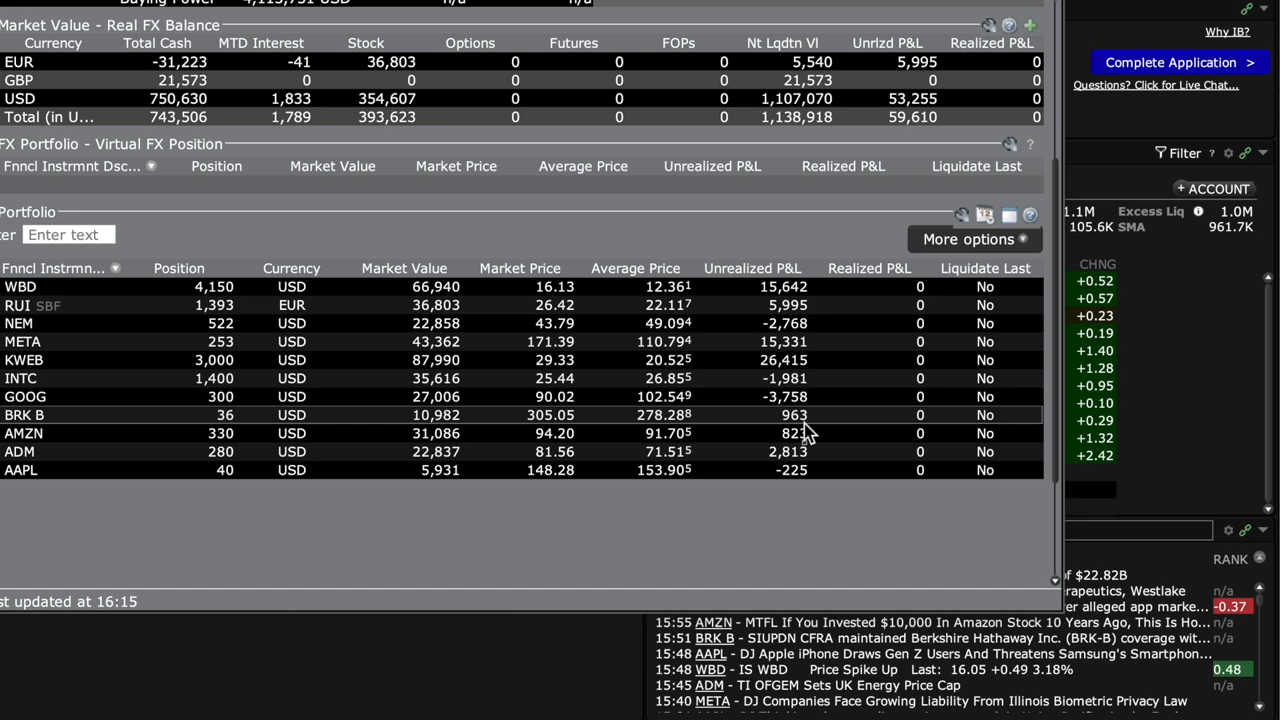 Buying Power 4,113,751 USD n/a n/a
Market Value - Real FX Balance
Currency Total Cash MTD Interest Stock Options Futures FOPs Nt Lqdtn Vl Unrlzd P&L Realized P&L
EUR -31,223 -41 36,803 0 0 0 5,540 5,995 0
GBP 21,573 0 0 0 0 0 21,573 0 0
USD 750,630 1,833 354,607 0 0 0 1,107,070 53,255 0
Total (in U... 743,506 1,789 393,623 0 0 0 1,138,918 59,610 0
FX Portfolio - Virtual FX Position
?
Fnncl Instrmnt Dsc... Position Market Value Market Price Average Price Unrealized P&L Realized P&L Liquidate Last
Portfolio
12
?
ter Enter text
More options
Fnncl Instrmn... Position Currency Market Value Market Price Average Price Unrealized P&L Realized P&L Liquidate Last
WBD 4,150 USD 66,940 16.13 12.361 15,642 0 No
RUI SBF 1,393 EUR 36,803 26.42 22.117 5,995 0 No
NEM 522 USD 22,858 43.79 49.094 -2,768 0 No
META 253 USD 43,362 171.39 110.794 15,331 0 No
KWEB 3,000 USD 87,990 29.33 20.525 26,415 0 No
INTC 1,400 USD 35,616 25.44 26.855 -1,981 0 No
GOOG 300 USD 27,006 90.02 102.549 -3,758 0 No
BRK B 36 USD 10,982 305.05 278.288 963 0 No
AMZN 330 USD 31,086 94.20 91.705 0 No
ADM 280 USD 22,837 81.56 71.515 2,813 0 No
AAPL 40 USD 5,931 148.28 153.905 -225 0 No
st updated at 16:15
Why IB?
Complete Application >
Questions? Click for Live Chat...
Filter ?
+ ACCOUNT
1.1M Excess Liq 1.0M
105.6K SMA 961.7K
CHNG
+0.52
+0.57
+0.23
+0.19
+1.40
+1.28
+0.95
+0.10
+0.29
+1.32
+2.42
RANK
of $22.82B
erapeutics, Westlake n/a
er alleged app marke... -0.37
15:55 AMZN - MTFL If You Invested $10,000 In Amazon Stock 10 Years Ago, This Is Ho... n/a
15:51 BRK B - SIUPDN CFRA maintained Berkshire Hathaway Inc. (BRK-B) coverage wit... n/a
15:48 AAPL - DJ Apple iPhone Draws Gen Z Users And Threatens Samsung's Smartphon...
15:48 WBD - IS WBD Price Spike Up Last: 16.05 +0.49 3.18% 0.48
15:45 ADM - TI OFGEM Sets UK Energy Price Cap n/a
15:40 META - DJ Companies Face Growing Liability From Illinois Biometric Privacy Law